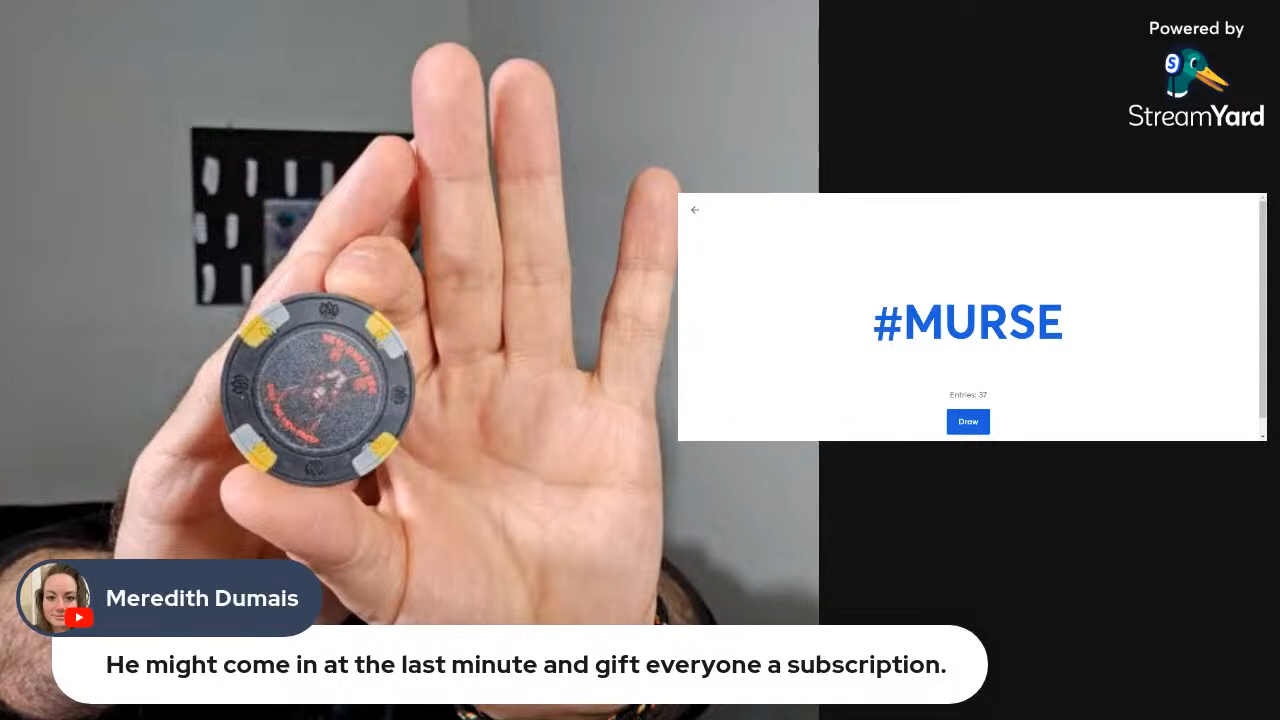 Powered by
StreamYard
#MURSE
Entries: 37
Draw
Meredith Dumais
He might come in at the last minute and gift everyone a subscription.